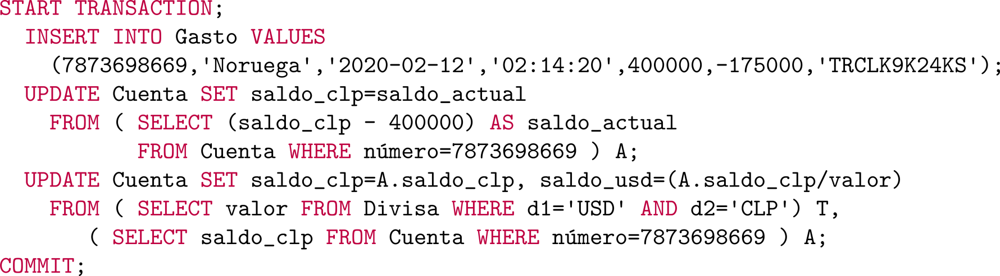 START TRANSACTION;
INSERT INTO Gasto VALUES
(7873698669,'Noruega','2020-02-12','02:14:20',400000,-175000,'TRCLK9K24KS');
UPDATE Cuenta SET saldo_clp=saldo_actual
FROM ( SELECT (saldo_clp - 400000) AS saldo_actual
FROM Cuenta WHERE número=7873698669 ) A;
UPDATE Cuenta SET saldo_clp=A.saldo_clp, saldo_usd=(A.saldo_clp/valor)
FROM ( SELECT valor FROM Divisa WHERE d1='USD' AND d2='CLP') T,
( SELECT saldo_clp FROM Cuenta WHERE número=7873698669 ) A;
COMMIT;